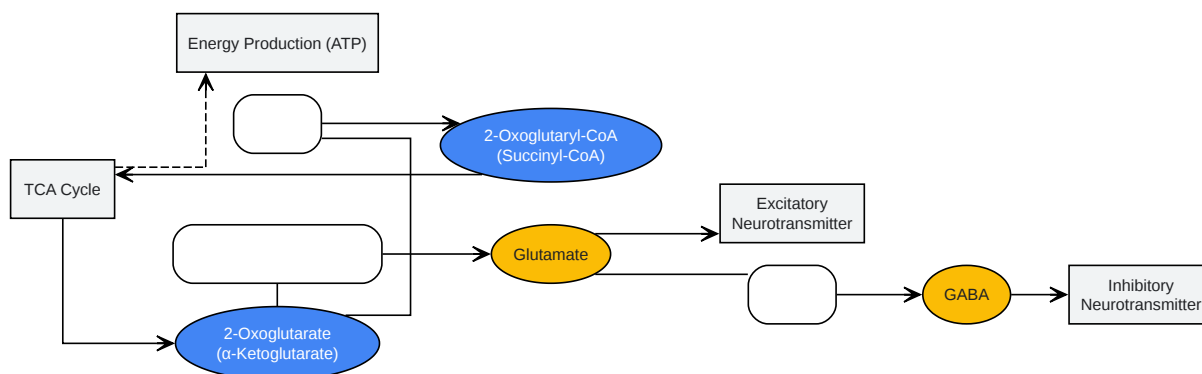 Energy Production (ATP)
2-Oxoglutaryl-CoA
(Succinyl-CoA)
TCA Cycle
Excitatory
Neurotransmitter
Glutamate
GABA
Inhibitory
Neurotransmitter
2-Oxoglutarate
(α-Ketoglutarate)